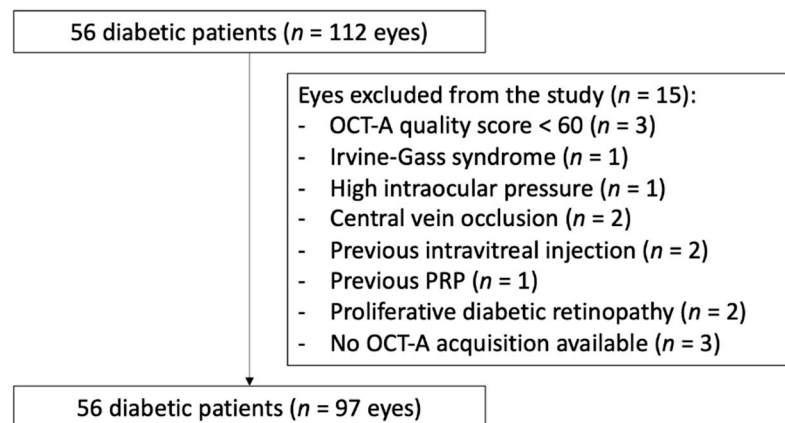 56 diabetic patients (n = 112 eyes)
Eyes excluded from the study (n = 15):
- OCT-A quality score < 60 (n = 3)
- Irvine-Gass syndrome (n = 1)
- High intraocular pressure (n = 1)
- Central vein occlusion (n = 2)
- Previous intravitreal injection (n = 2)
- Previous PRP (n = 1)
- Proliferative diabetic retinopathy (n = 2)
- No OCT-A acquisition available (n = 3)
56 diabetic patients (n = 97 eyes)